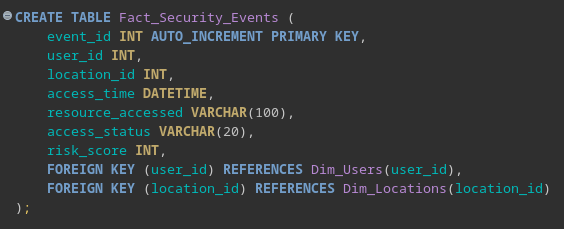 CREATE TABLE Fact_Security_Events (
    event_id INT AUTO_INCREMENT PRIMARY KEY,
    user_id INT,
    location_id INT,
    access_time DATETIME,
    resource_accessed VARCHAR(100),
    access_status VARCHAR(20),
    risk_score INT,
    FOREIGN KEY (user_id) REFERENCES Dim_Users(user_id),
    FOREIGN KEY (location_id) REFERENCES Dim_Locations(location_id)
);